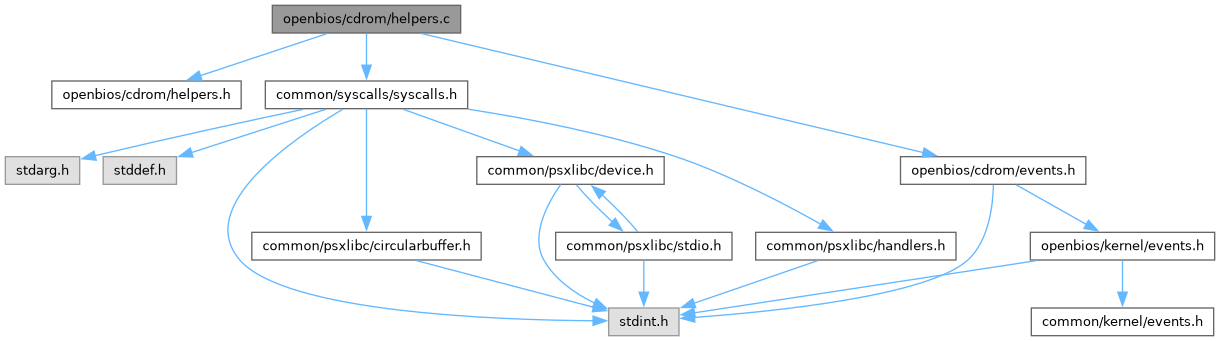 openbios/cdrom/helpers.c
openbios/cdrom/helpers.h
common/syscalls/syscalls.h
stdarg.h
stddef.h
common/psxlibc/device.h
openbios/cdrom/events.h
common/psxlibc/circularbuffer.h
common/psxlibc/stdio.h
common/psxlibc/handlers.h
openbios/kernel/events.h
stdint.h
common/kernel/events.h